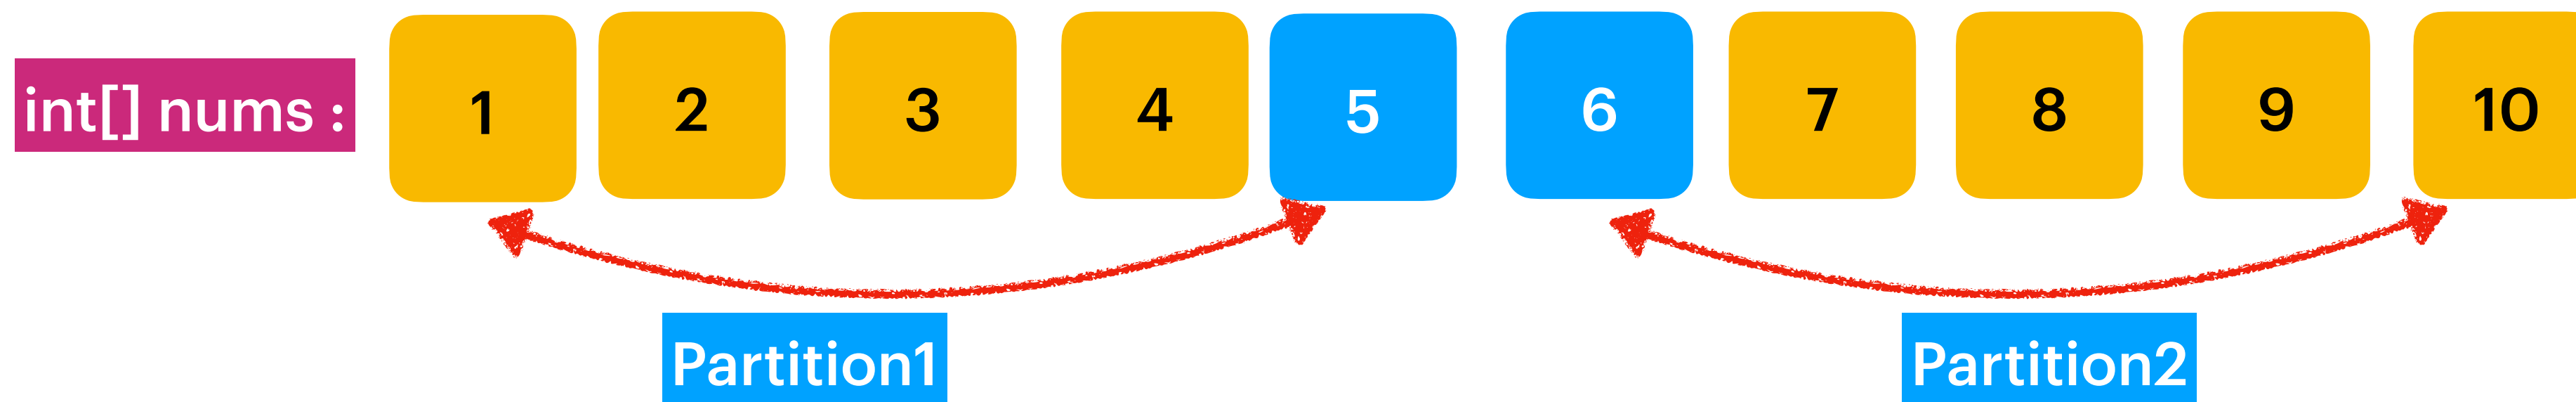 int[] nums : 1 2 3 4 5 6 7 8 9 10
Partition1 Partition2